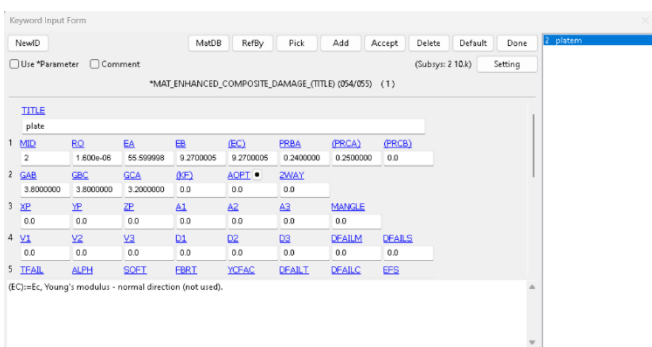 Keyword Input Form
NewID MatDB RefBy Pick Add Accept Delete Default Done
Use *Parameter Comment (Subsys: 2 10.k) Setting
*MAT_ENHANCED_COMPOSITE_DAMAGE_(TITLE) (054/055) (1)
2 platem
TITLE
plate
1 MID RO EA EB (EC) PRBA (PRCA) (PRCB)
2 1.600e-06 55.599998 9.2700005 9.2700005 0.2400000 0.2500000 0.0
2 GAB GBC GCA (KF) AOPT 2WAY
3.8000000 3.8000000 3.2000000 0.0 0.0 0.0
3 XP YP ZP A1 A2 A3 MANGLE
0.0 0.0 0.0 0.0 0.0 0.0 0.0
4 V1 V2 V3 D1 D2 D3 DFAILM DFAILS
0.0 0.0 0.0 0.0 0.0 0.0 0.0 0.0
5 TFAIL ALPH SOFT FBRT YCFAC DFAILT DFAILC EFS
(EC):=Ec, Young's modulus - normal direction (not used).